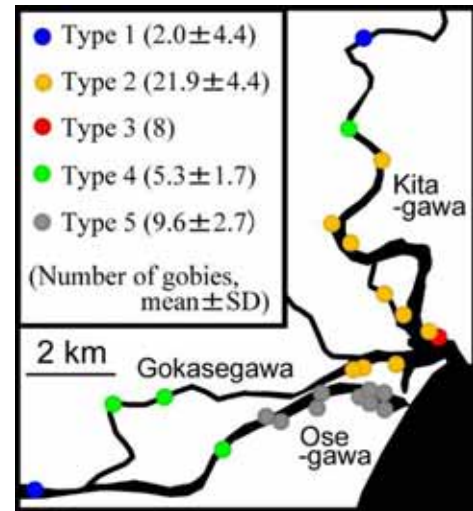 Type 1 (2.0±4.4)
Type 2 (21.9±4.4)
Type 3 (8)
Type 4 (5.3±1.7)
Type 5 (9.6±2.7)
(Number of gobies,
mean±SD)
2 km
Kita
-gawa
Gokasegawa
Ose
-gawa